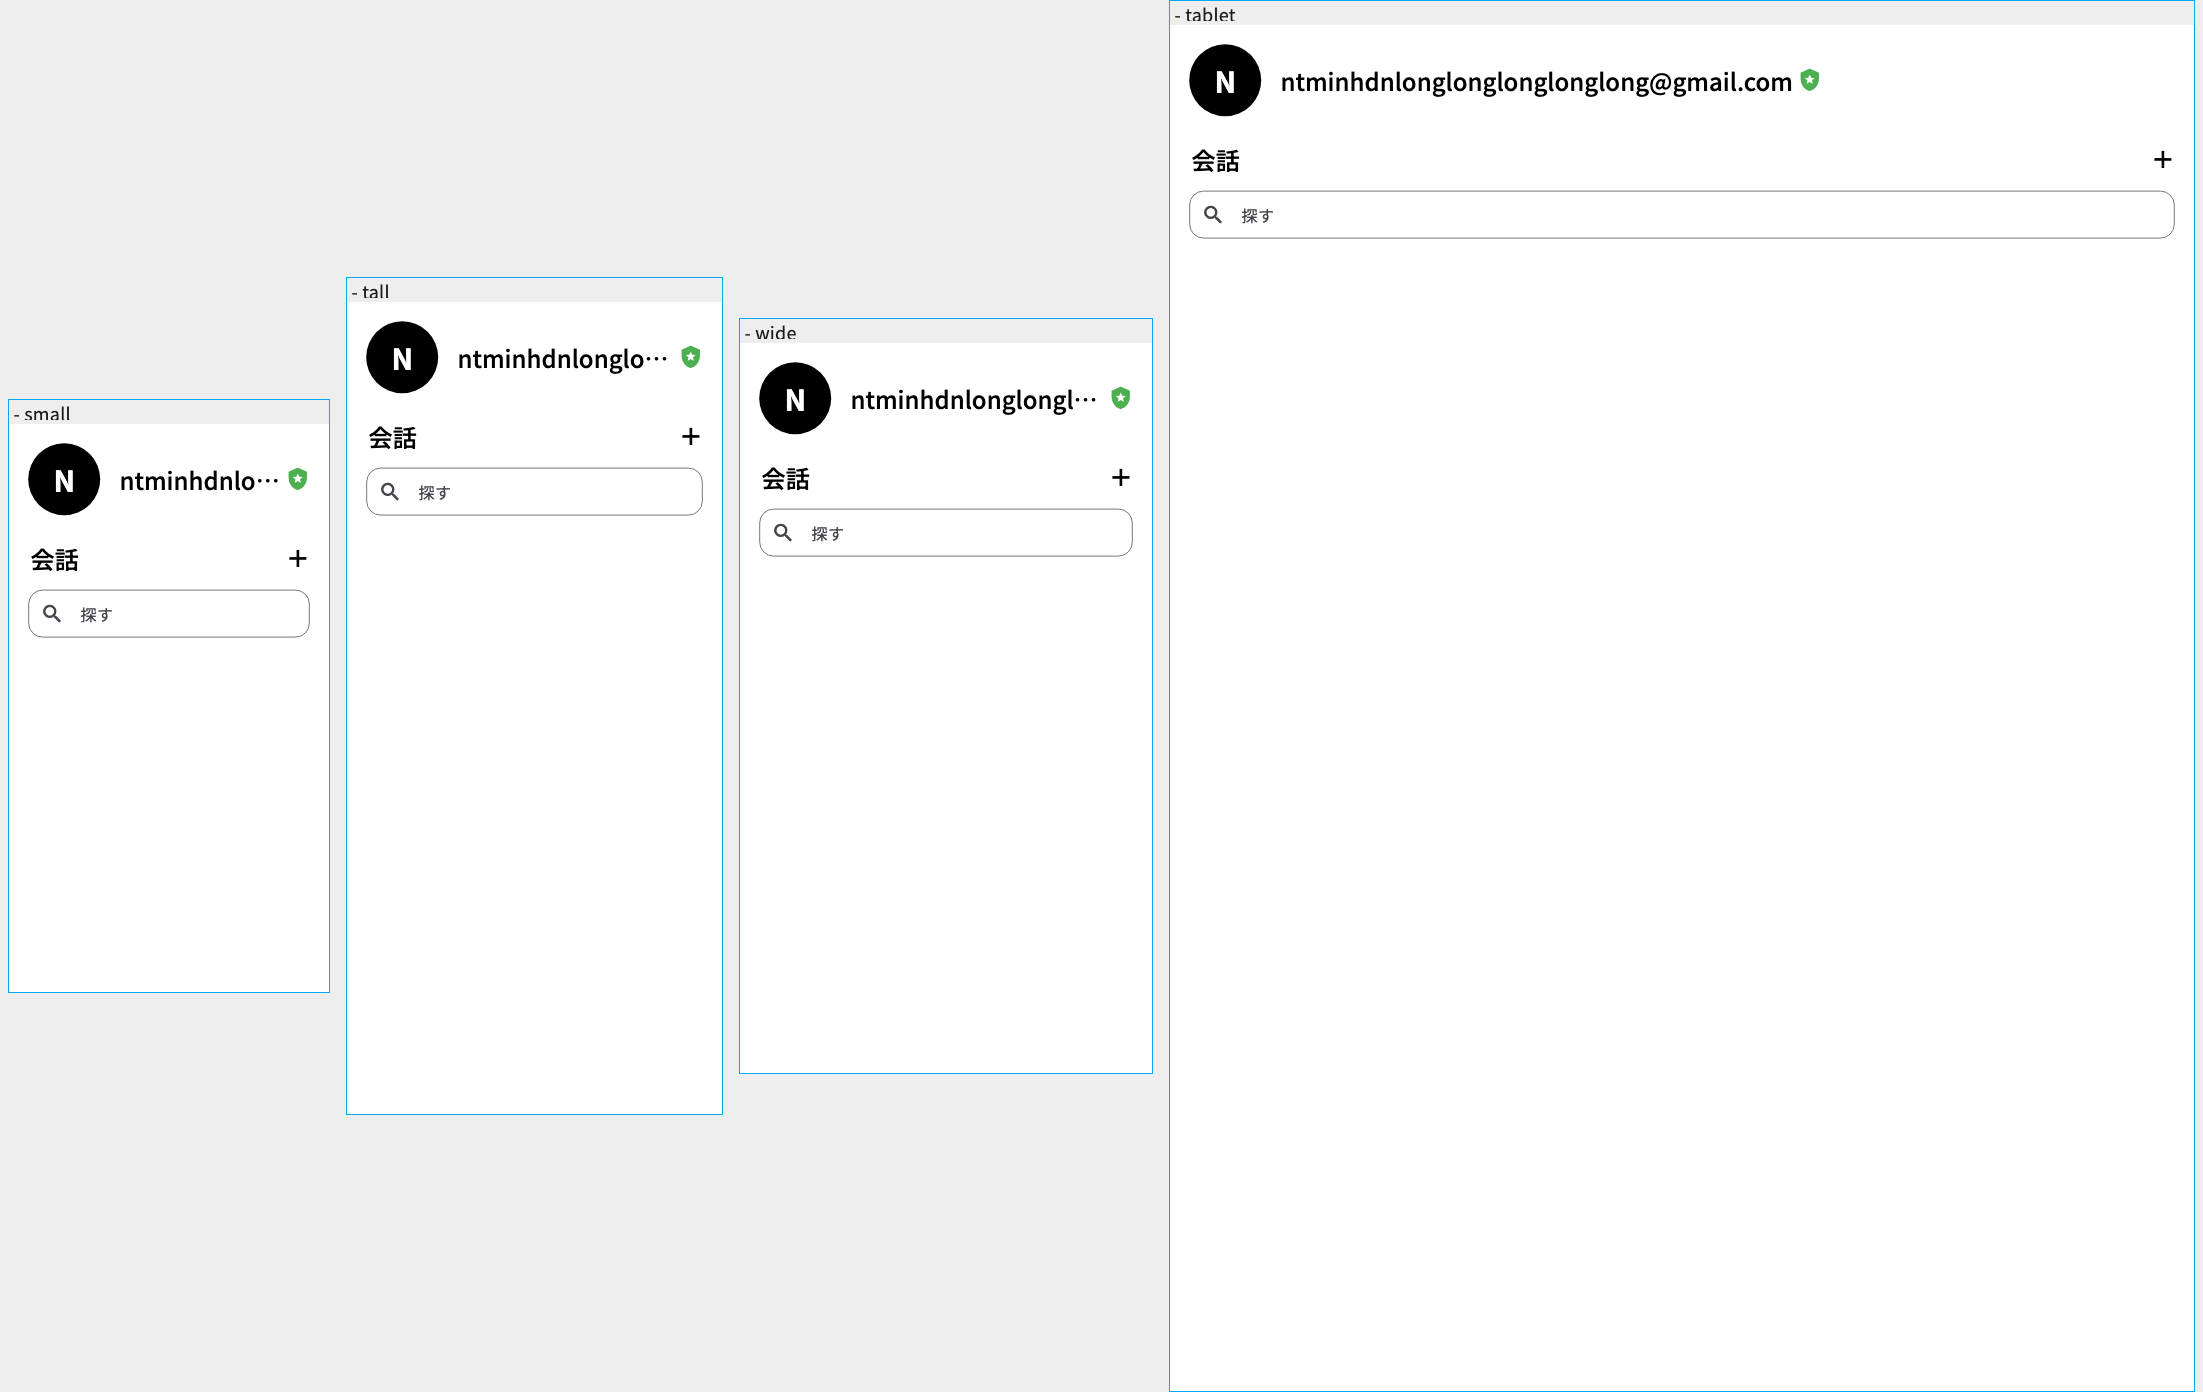 - small
N
ntminhdnlo…
会話
探す
- tall
N
ntminhdnlonglo…
会話
探す
- wide
N
ntminhdnlonglongl…
会話
探す
- tablet
N
ntminhdnlonglonglonglonglong@gmail.com
会話
探す